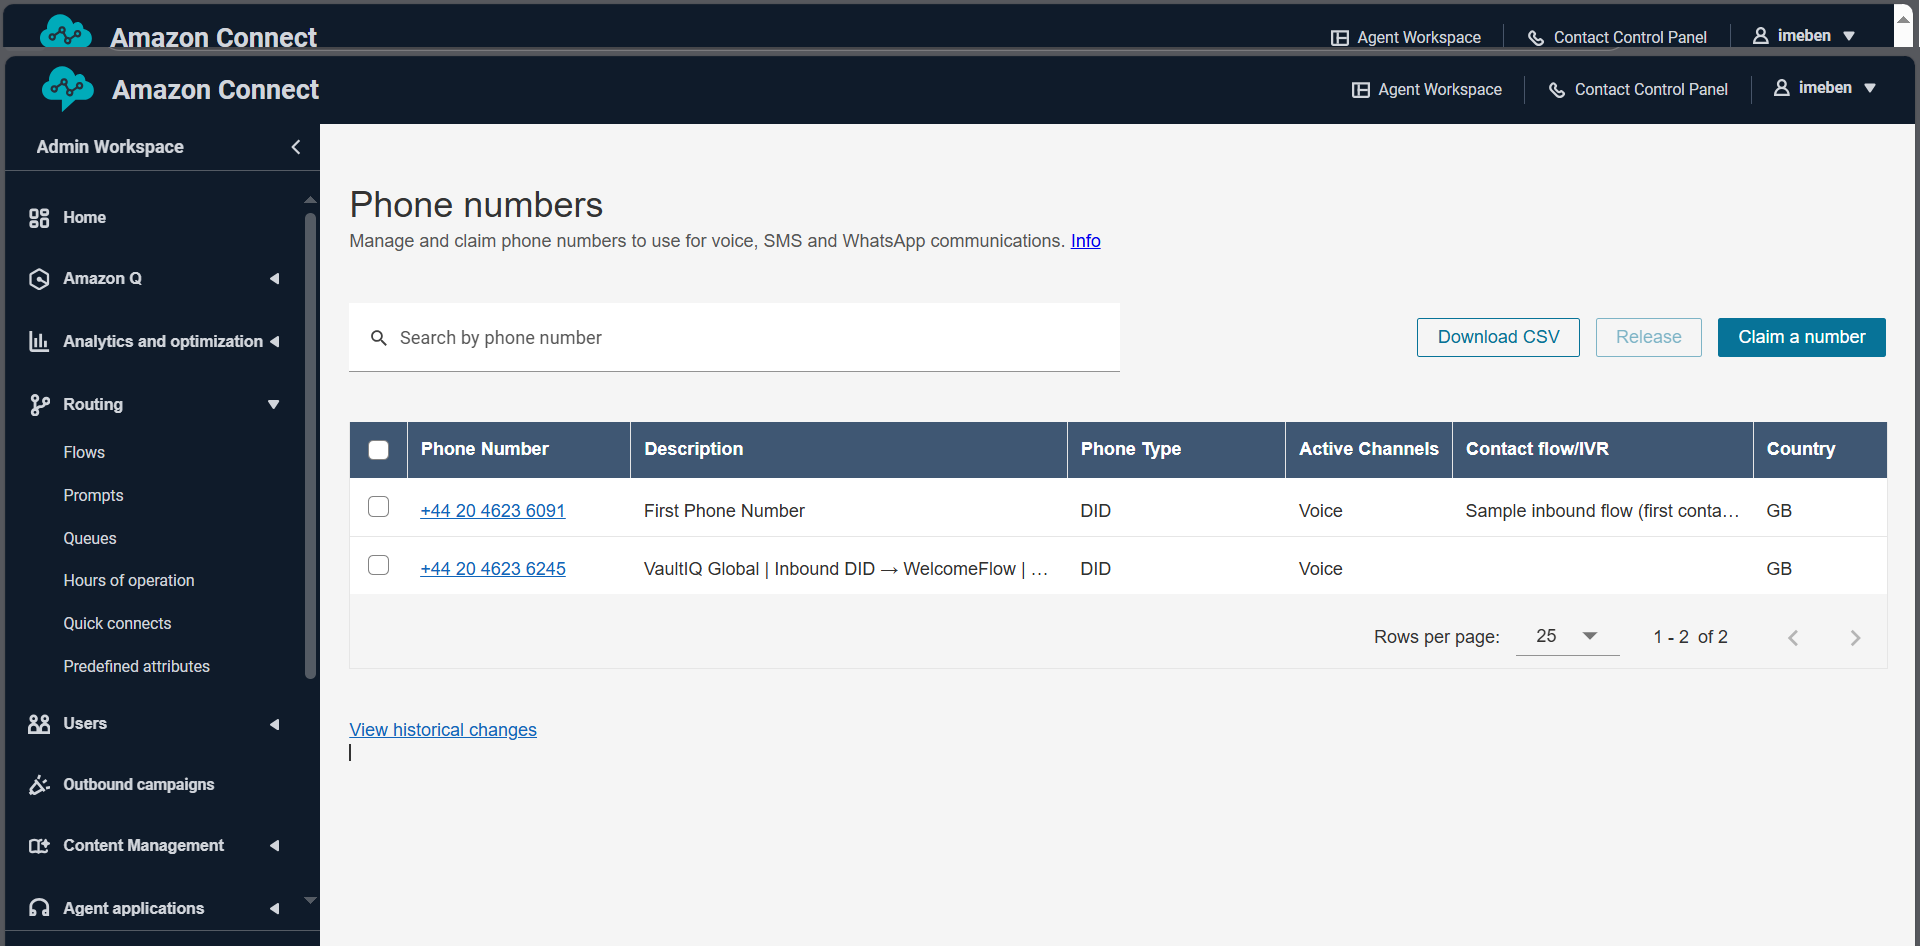 Amazon Connect
Agent Workspace
Contact Control Panel
imeben
Amazon Connect
Agent Workspace
Contact Control Panel
imeben
Admin Workspace
Home
Amazon Q
Analytics and optimization
Routing
Flows
Prompts
Queues
Hours of operation
Quick connects
Predefined attributes
Users
Outbound campaigns
Content Management
Agent applications
Phone numbers
Manage and claim phone numbers to use for voice, SMS and WhatsApp communications. Info
Search by phone number
Download CSV
Release
Claim a number
Phone Number Description Phone Type Active Channels Contact flow/IVR Country
+44 20 4623 6091 First Phone Number DID Voice Sample inbound flow (first conta... GB
+44 20 4623 6245 VaultIQ Global | Inbound DID → WelcomeFlow | ... DID Voice GB
Rows per page: 25 1 - 2 of 2
View historical changes